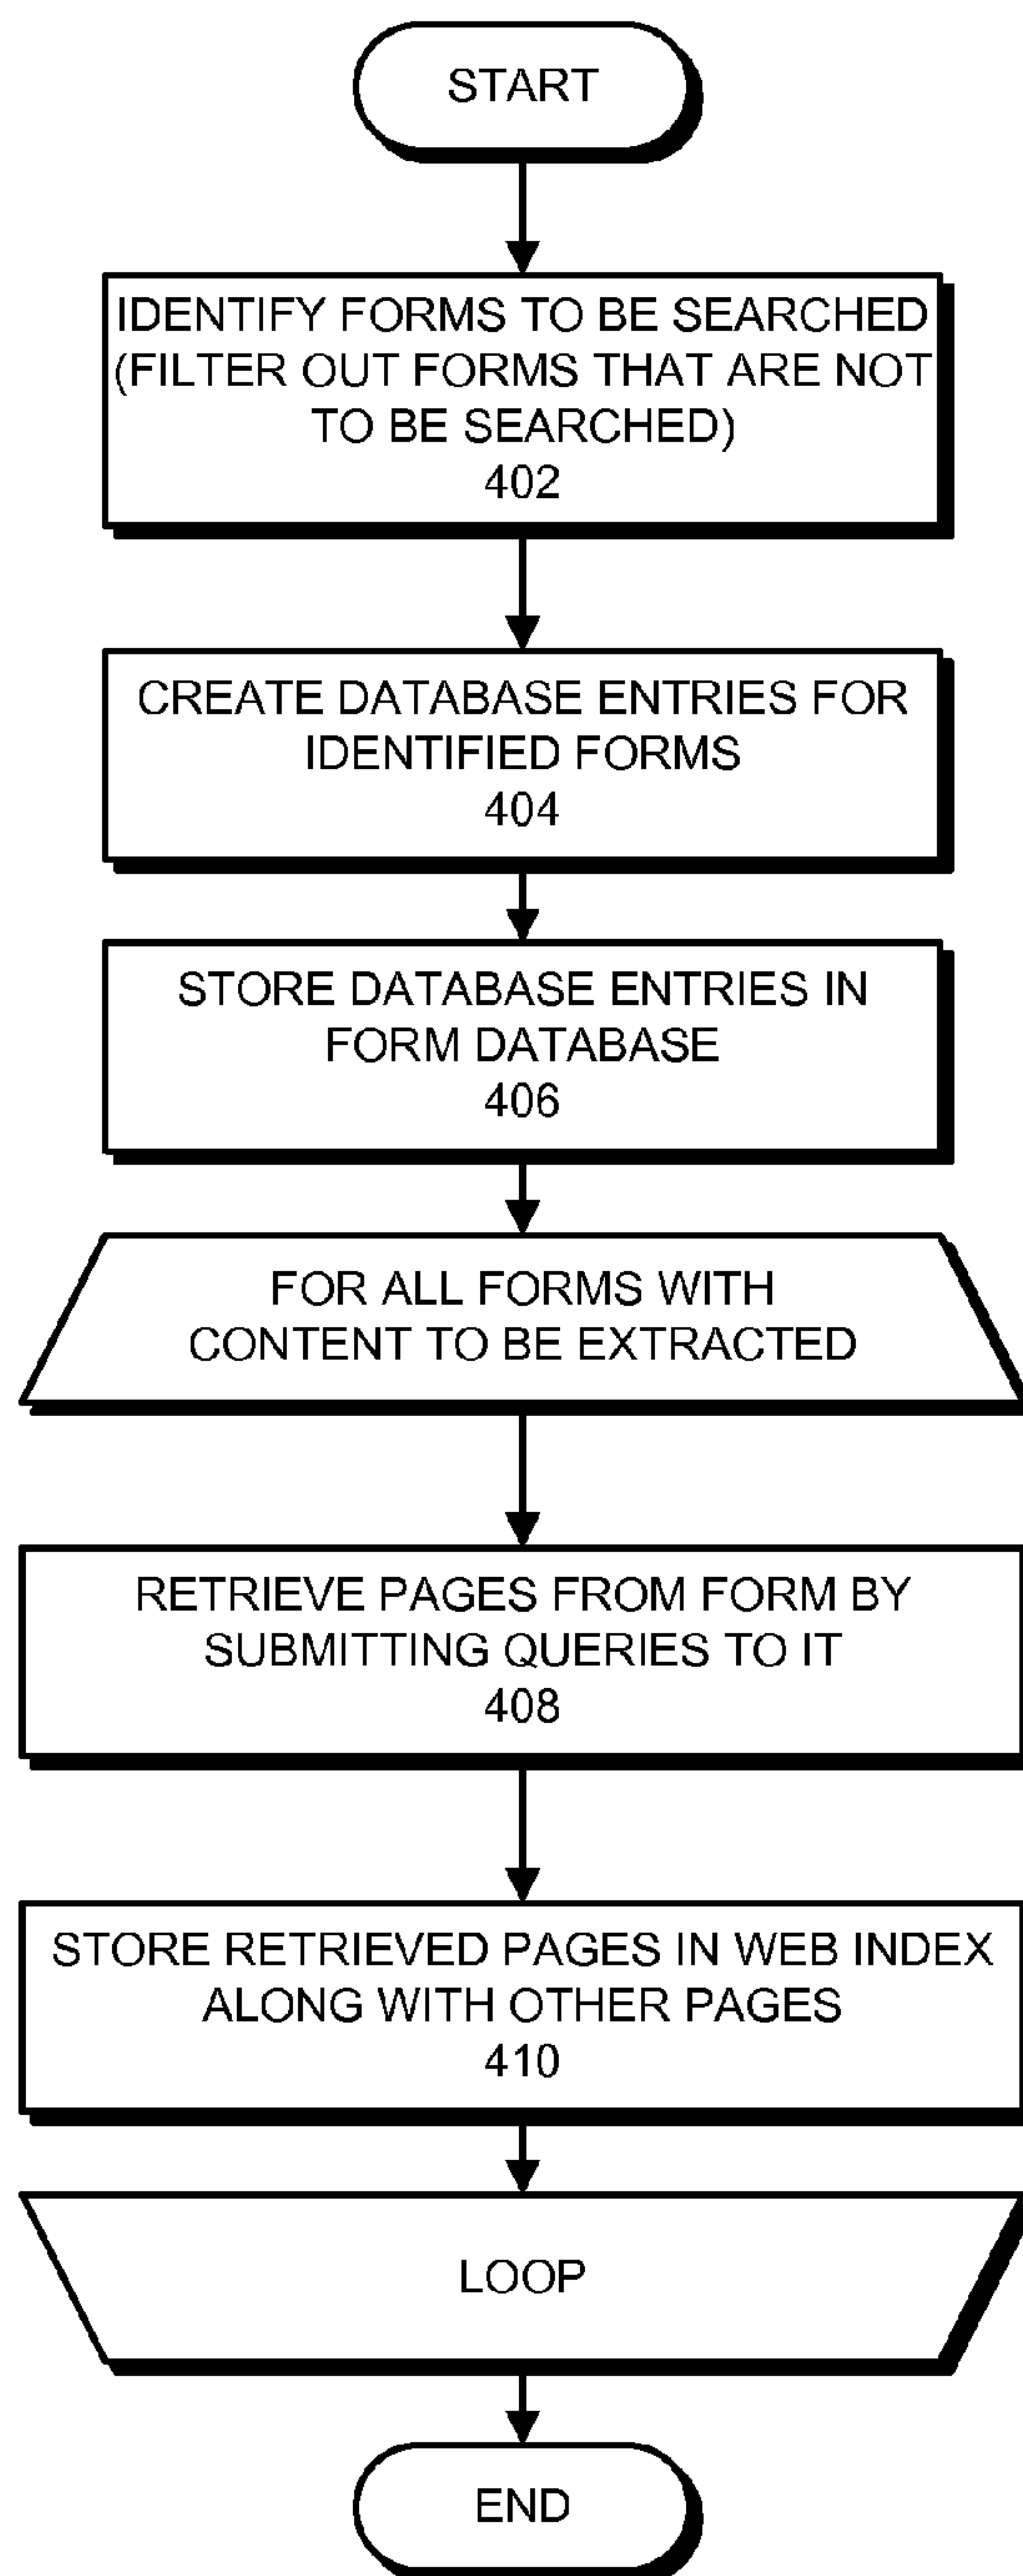 START
IDENTIFY FORMS TO BE SEARCHED
(FILTER OUT FORMS THAT ARE NOT
TO BE SEARCHED)
402
CREATE DATABASE ENTRIES FOR
IDENTIFIED FORMS
404
STORE DATABASE ENTRIES IN
FORM DATABASE
406
FOR ALL FORMS WITH
CONTENT TO BE EXTRACTED
RETRIEVE PAGES FROM FORM BY
SUBMITTING QUERIES TO IT
408
STORE RETRIEVED PAGES IN WEB INDEX
ALONG WITH OTHER PAGES
410
LOOP
END